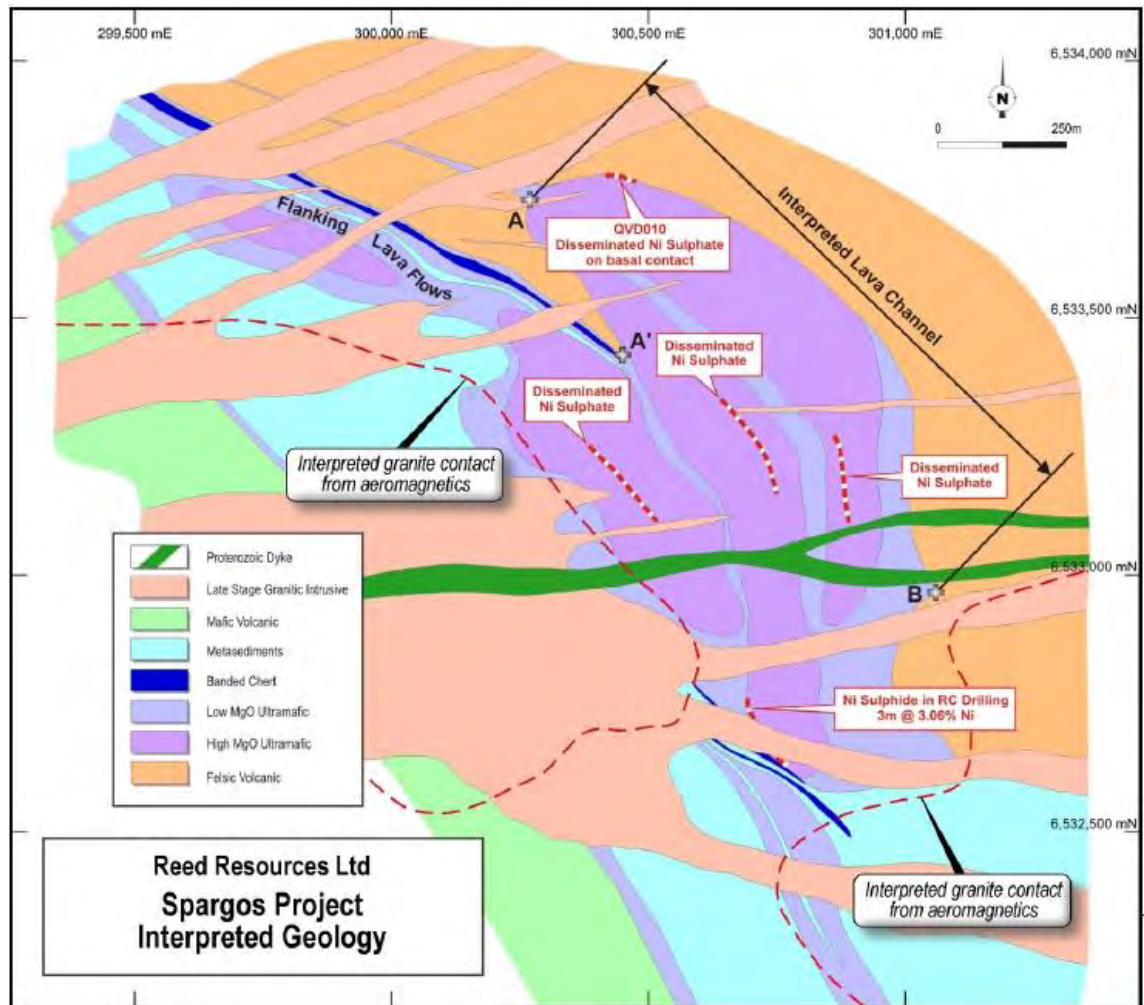 299,500 mE
300,000 mE
300,500 mE
301,000 mE
6,534,000 mN
N
0
250m
Interpreted Lava Channel
A
QVD010
Disseminated Ni Sulphate
on basal contact
Flanking
Lava Flows
6,533,500 mN
A'
Disseminated
Ni Sulphate
Disseminated
Ni Sulphate
Interpreted granite contact
from aeromagnetics
Disseminated
Ni Sulphate
Proterozoic Dyke
Late Stage Granitic Intrusive
Mafic Volcanic
Metasediments
Banded Chert
Low MgO Ultramafic
High MgO Ultramafic
Felsic Volcanic
6,533,000 mN
B
Ni Sulphide in RC Drilling
3m @ 3.06% Ni
6,532,500 mN
Interpreted granite contact
from aeromagnetics
Reed Resources Ltd
Spargos Project
Interpreted Geology